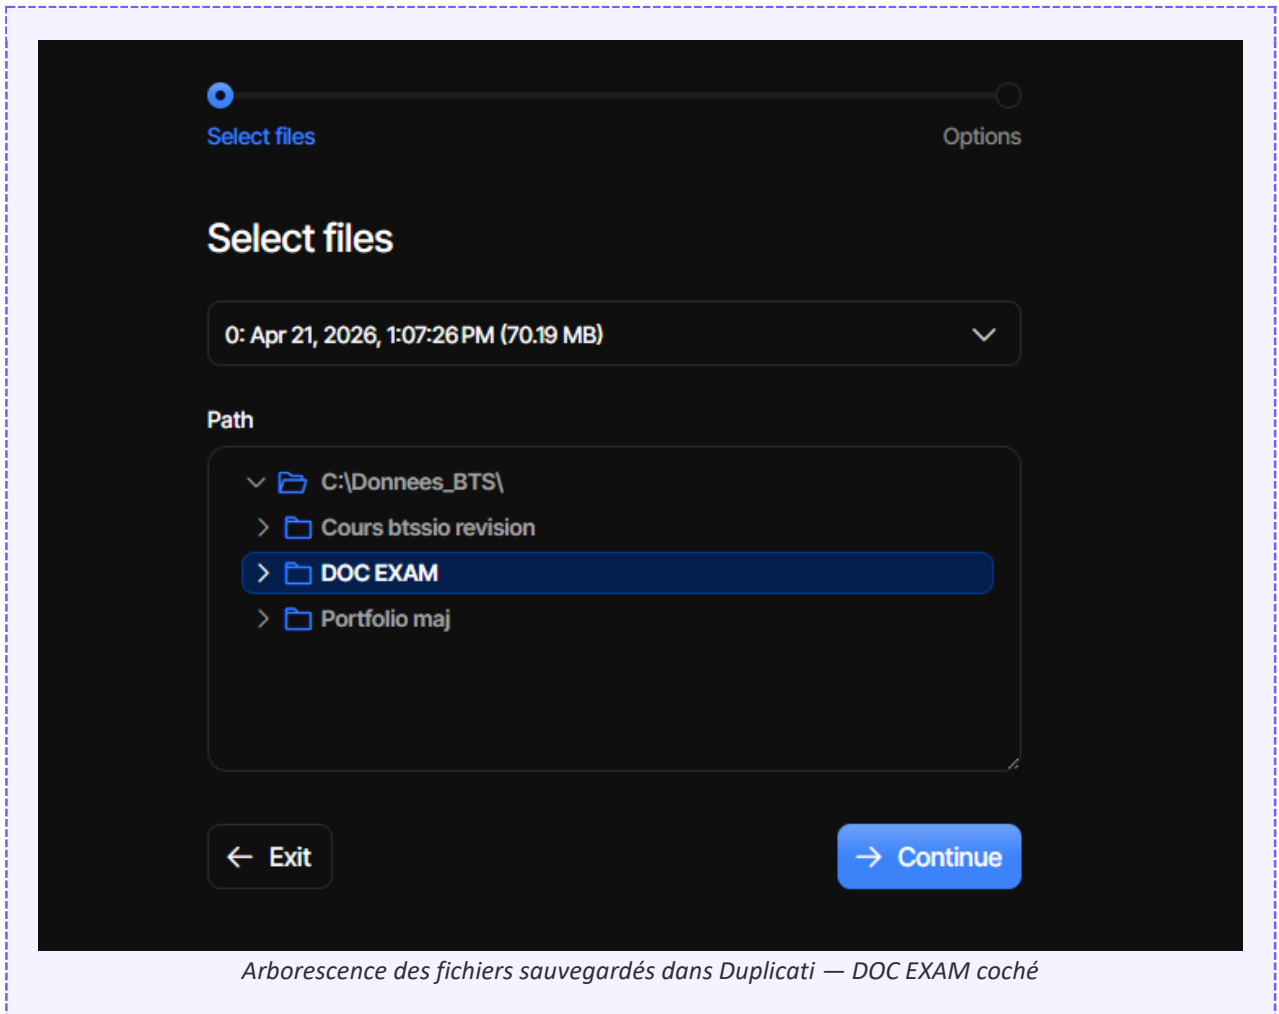 Select files
Options
Select files
0: Apr 21, 2026, 1:07:26 PM (70.19 MB)
Path
C:\Donnees_BTS\
Cours btssio revision
DOC EXAM
Portfolio maj
Exit
Continue
Arborescence des fichiers sauvegardés dans Duplicati — DOC EXAM coché